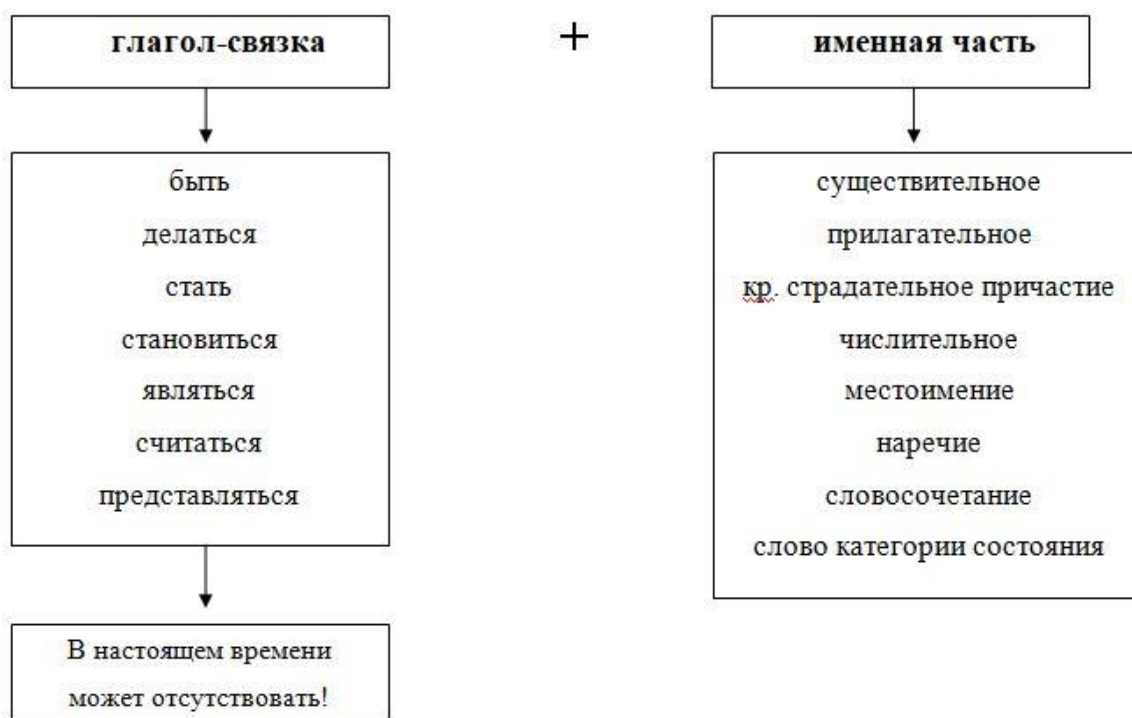 глагол-связка
+
именная часть
быть
делаться
стать
становиться
являться
считаться
представляться
В настоящем времени
может отсутствовать!
существительное
прилагательное
кр. страдательное причастие
числительное
местоимение
наречие
словосочетание
слово категории состояния